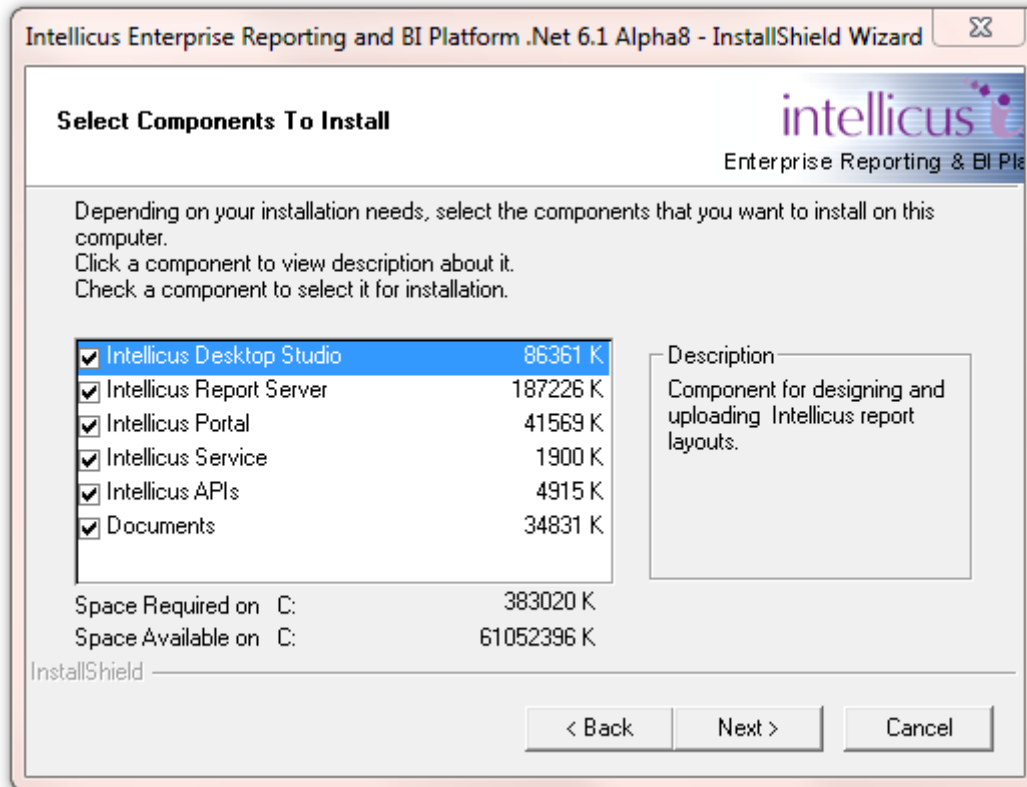 Intellicus Enterprise Reporting and BI Platform .Net 6.1 Alpha8 - InstallShield Wizard
Select Components To Install
intellicus
Enterprise Reporting & BI Pla
Depending on your installation needs, select the components that you want to install on this
computer.
Click a component to view description about it.
Check a component to select it for installation.
Intellicus Desktop Studio 86361 K
Intellicus Report Server 187226 K
Intellicus Portal 41569 K
Intellicus Service 1900 K
Intellicus APIs 4915 K
Documents 34831 K
Description
Component for designing and
uploading Intellicus report
layouts.
Space Required on C: 383020 K
Space Available on C: 61052396 K
InstallShield
< Back Next > Cancel